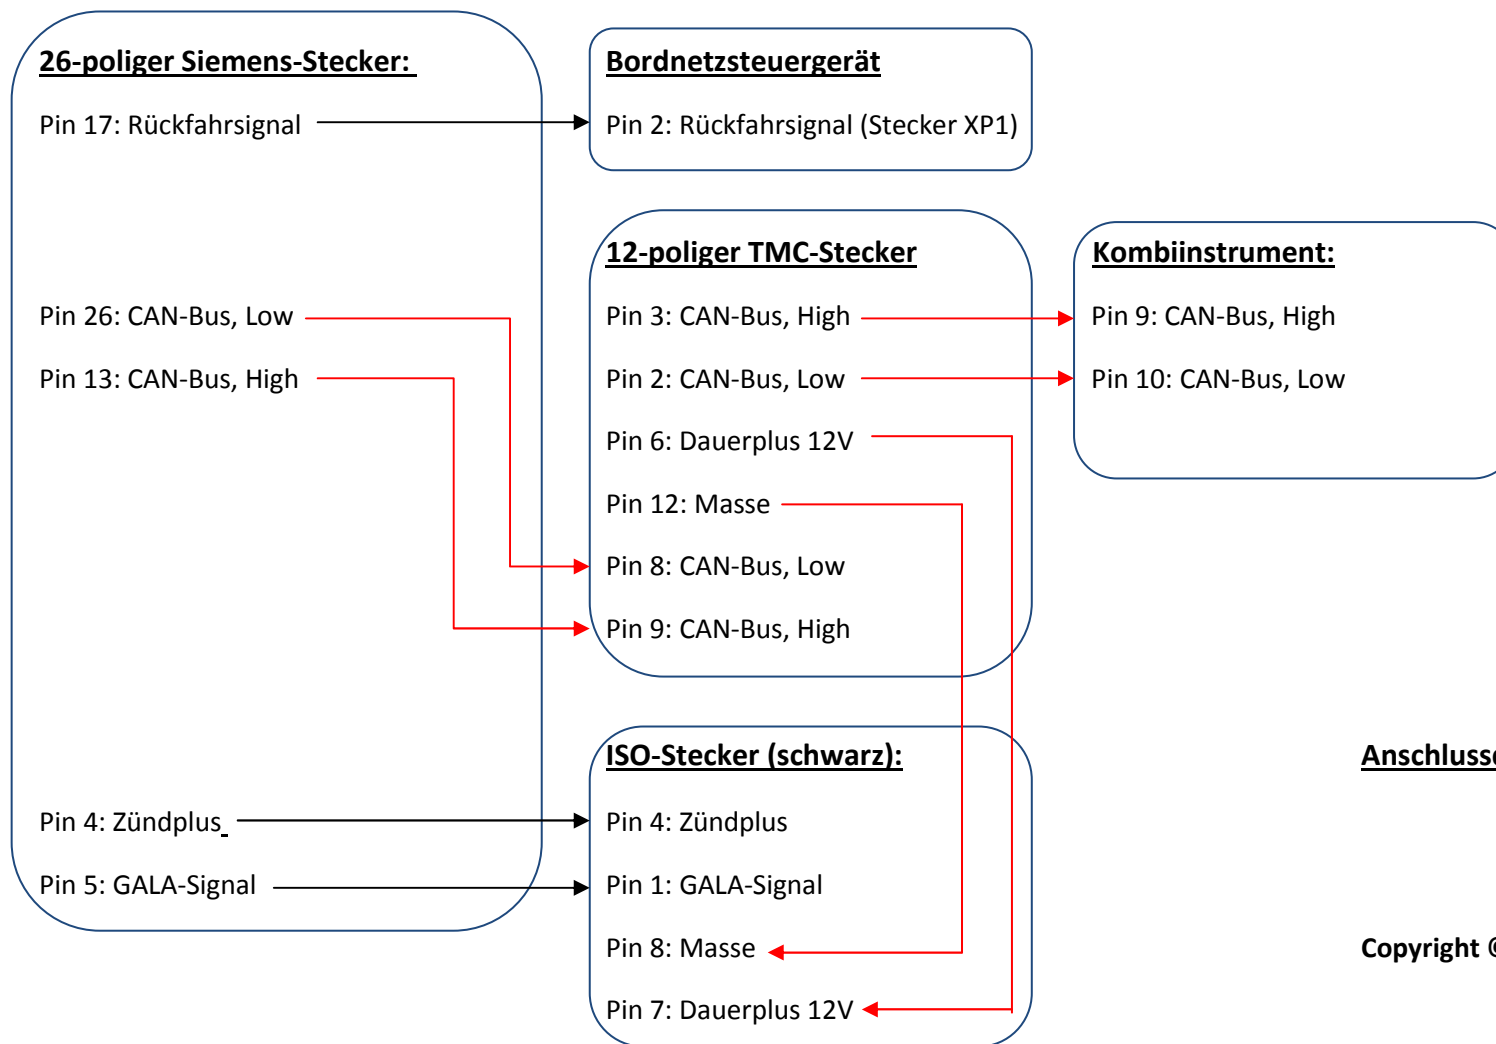 26-poliger Siemens-Stecker:
Pin 17: Rückfahrsignal
Pin 26: CAN-Bus, Low
Pin 13: CAN-Bus, High
Pin 4: Zündplus
Pin 5: GALA-Signal
Bordnetzsteuergerät
Pin 2: Rückfahrsignal (Stecker XP1)
12-poliger TMC-Stecker
Pin 3: CAN-Bus, High
Pin 2: CAN-Bus, Low
Pin 6: Dauerplus 12V
Pin 12: Masse
Pin 8: CAN-Bus, Low
Pin 9: CAN-Bus, High
Kombiinstrument:
Pin 9: CAN-Bus, High
Pin 10: CAN-Bus, Low
ISO-Stecker (schwarz):
Pin 4: Zündplus
Pin 1: GALA-Signal
Pin 8: Masse
Pin 7: Dauerplus 12V
Copyright